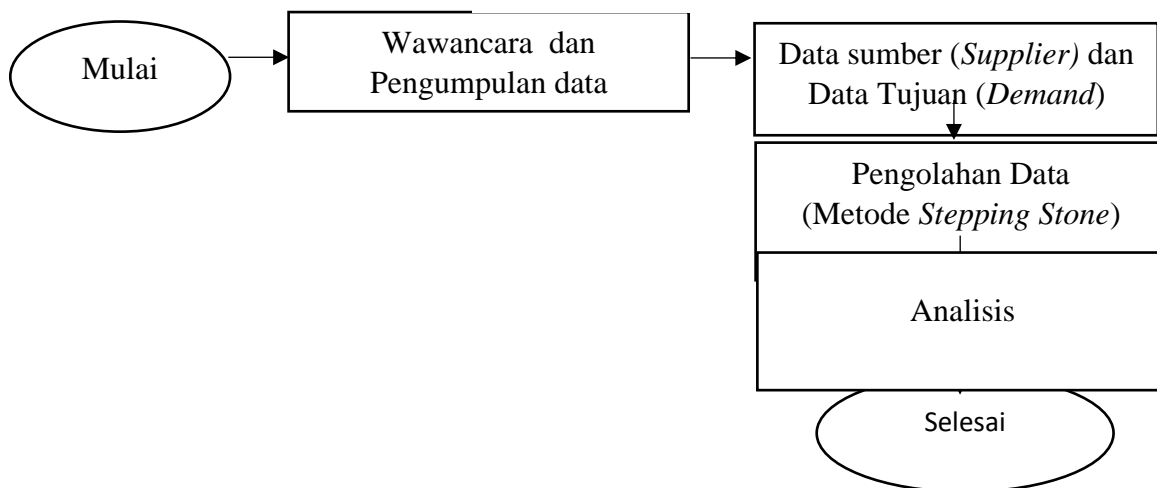 Mulai
Wawancara dan
Pengumpulan data
Data sumber (Supplier) dan
Data Tujuan (Demand)
Pengolahan Data
(Metode Stepping Stone)
Analisis
Selesai